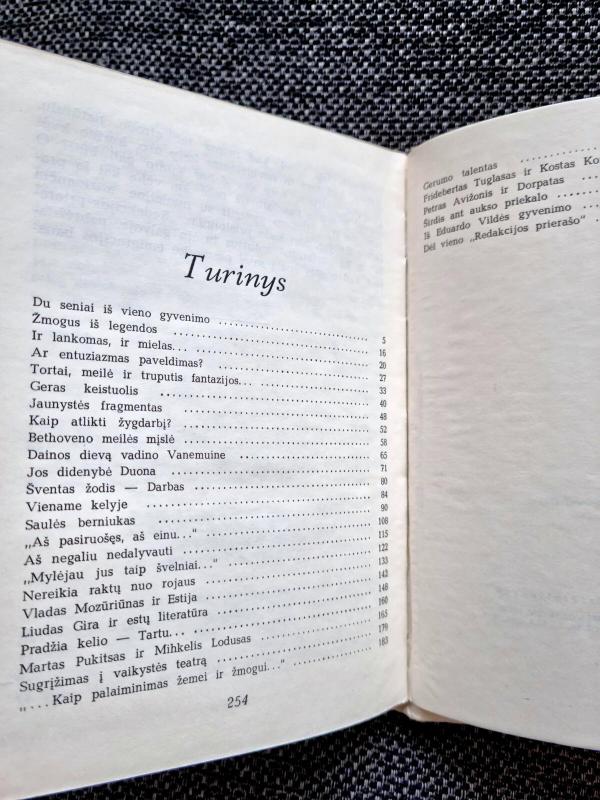 Turinys
Du seniai iš vieno gyvenimo .......... 5
Žmogus iš legendos .......... 16
Ir lankomas, ir mielas... .......... 20
Ar entuziazmas paveldimas? .......... 27
Tortai, meilė ir truputis fantazijos... .......... 33
Geras keistuolis .......... 40
Jaunystės fragmentas .......... 48
Kaip atlikti žygdarbį? .......... 52
Bethoveno meilės mįslė .......... 58
Dainos dievą vadino Vanemuine .......... 65
Jos didenybė Duona .......... 71
Šventas žodis — Darbas .......... 80
Viename kelyje .......... 84
Saulės berniukas .......... 90
„Aš pasiruošęs, aš einu..." .......... 108
Aš negaliu nedalyvauti .......... 115
„Mylėjau jus taip švelniai..." .......... 122
Nereikia raktų nuo rojaus .......... 133
Vladas Mozūriūnas ir Estija .......... 142
Liudas Gira ir estų literatūra .......... 148
Pradžia kelio — Tartu... .......... 160
Martas Pukitsas ir Mihkelis Lodusas .......... 165
Sugrįžimas į vaikystės teatrą .......... 179
„...Kaip palaiminimas žemei ir žmogui..." .......... 183
254
Gerumo talentas ..........
Fridebertas Tuglasas ir Kostas
Petras Avižonis ir Dorpatas ..........
Širdis ant aukso priekalo ..........
Iš Eduardo Vildės gyvenimo ..........
Dėl vieno „Redakcijos prierašo" ..........